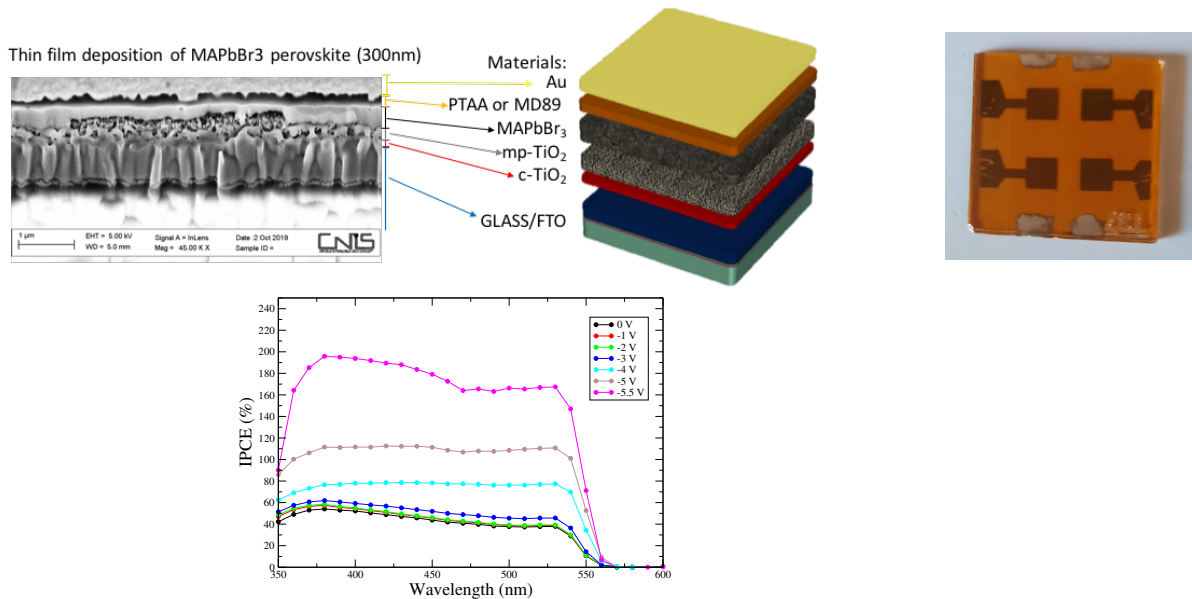 Thin film deposition of MAPbBr3 perovskite (300nm)
Materials:
Au
PTAA or MD89
MAPbBr3
mp-TiO2
c-TiO2
GLASS/FTO
1 µm
EHT = 5.00 kV
WD = 5.0 mm
Signal A = InLens
Mag = 45.00 K X
Date :2 Oct 2019
Sample ID =
CNIS
240
220
200
180
160
140
120
100
80
60
40
20
0
IPCE (%)
0 V
-1 V
-2 V
-3 V
-4 V
-5 V
-5.5 V
350 400 450 500 550 600
Wavelength (nm)